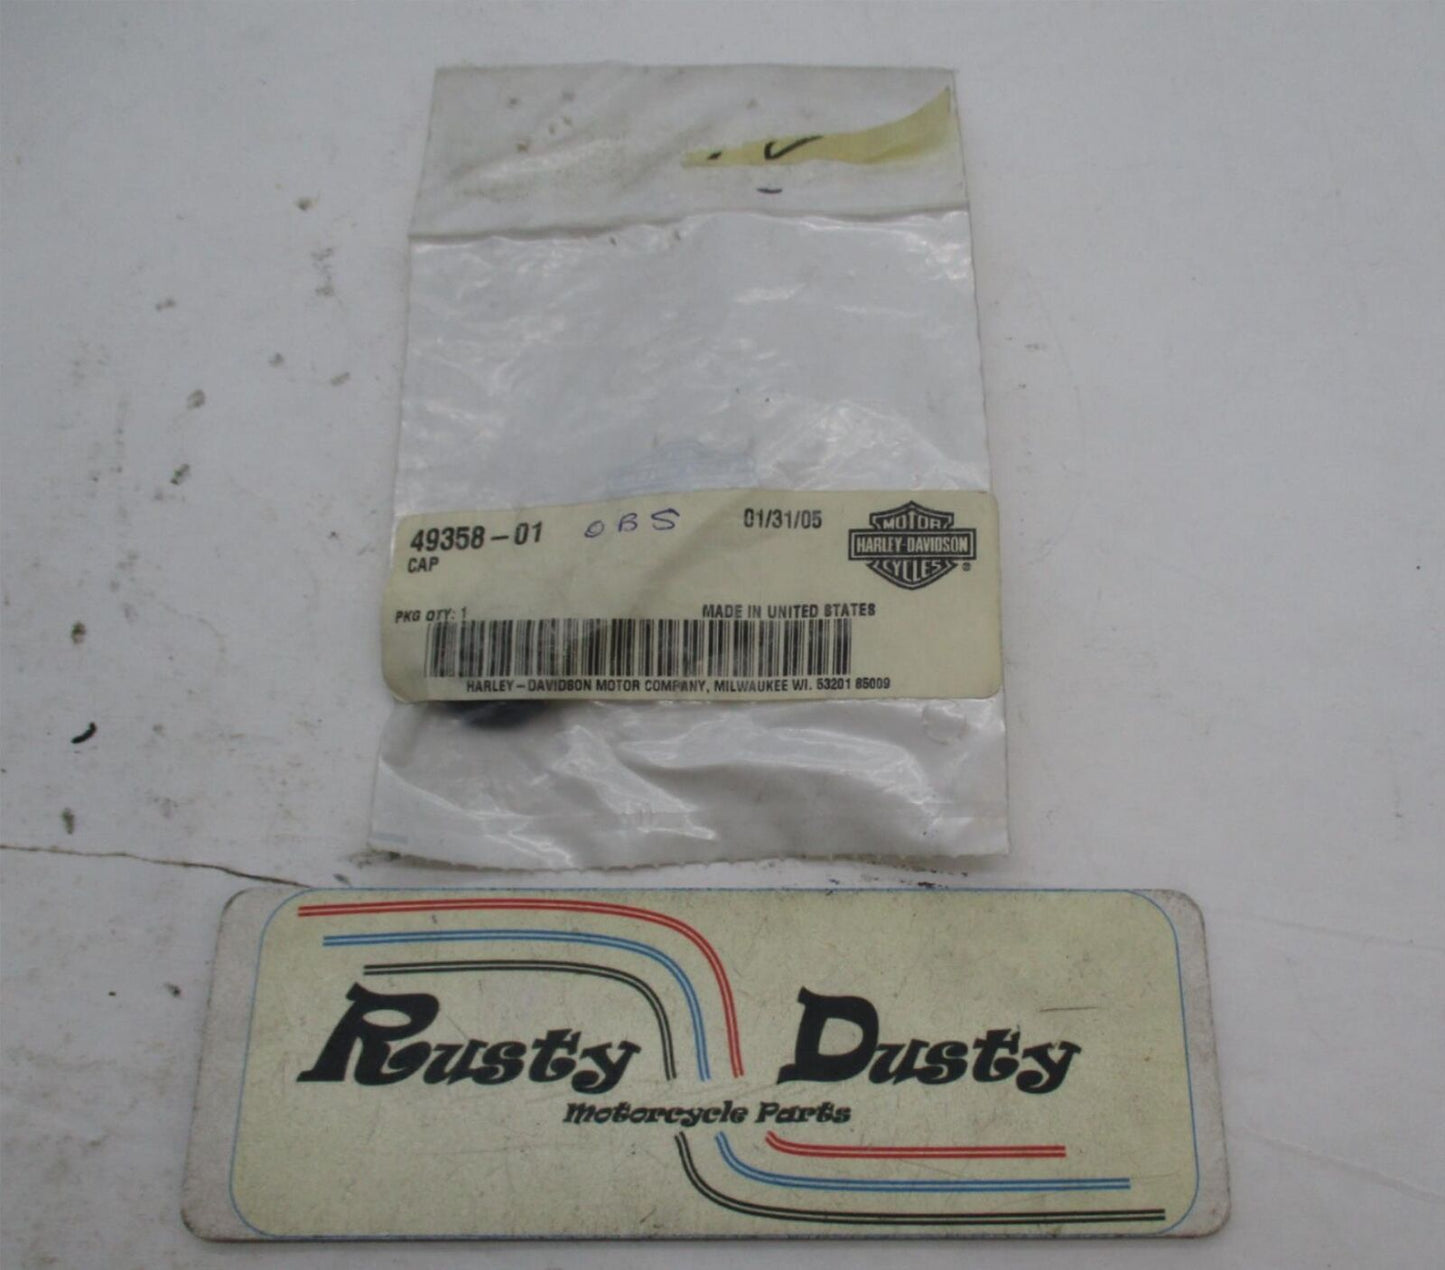 49358-01 OBS 01/31/05
CAP
MOTOR
HARLEY-DAVIDSON
CYCLES
®
PKG QTY: 1 MADE IN UNITED STATES
HARLEY-DAVIDSON MOTOR COMPANY, MILWAUKEE WI. 53201 85009
Rusty Dusty
Motorcycle Parts